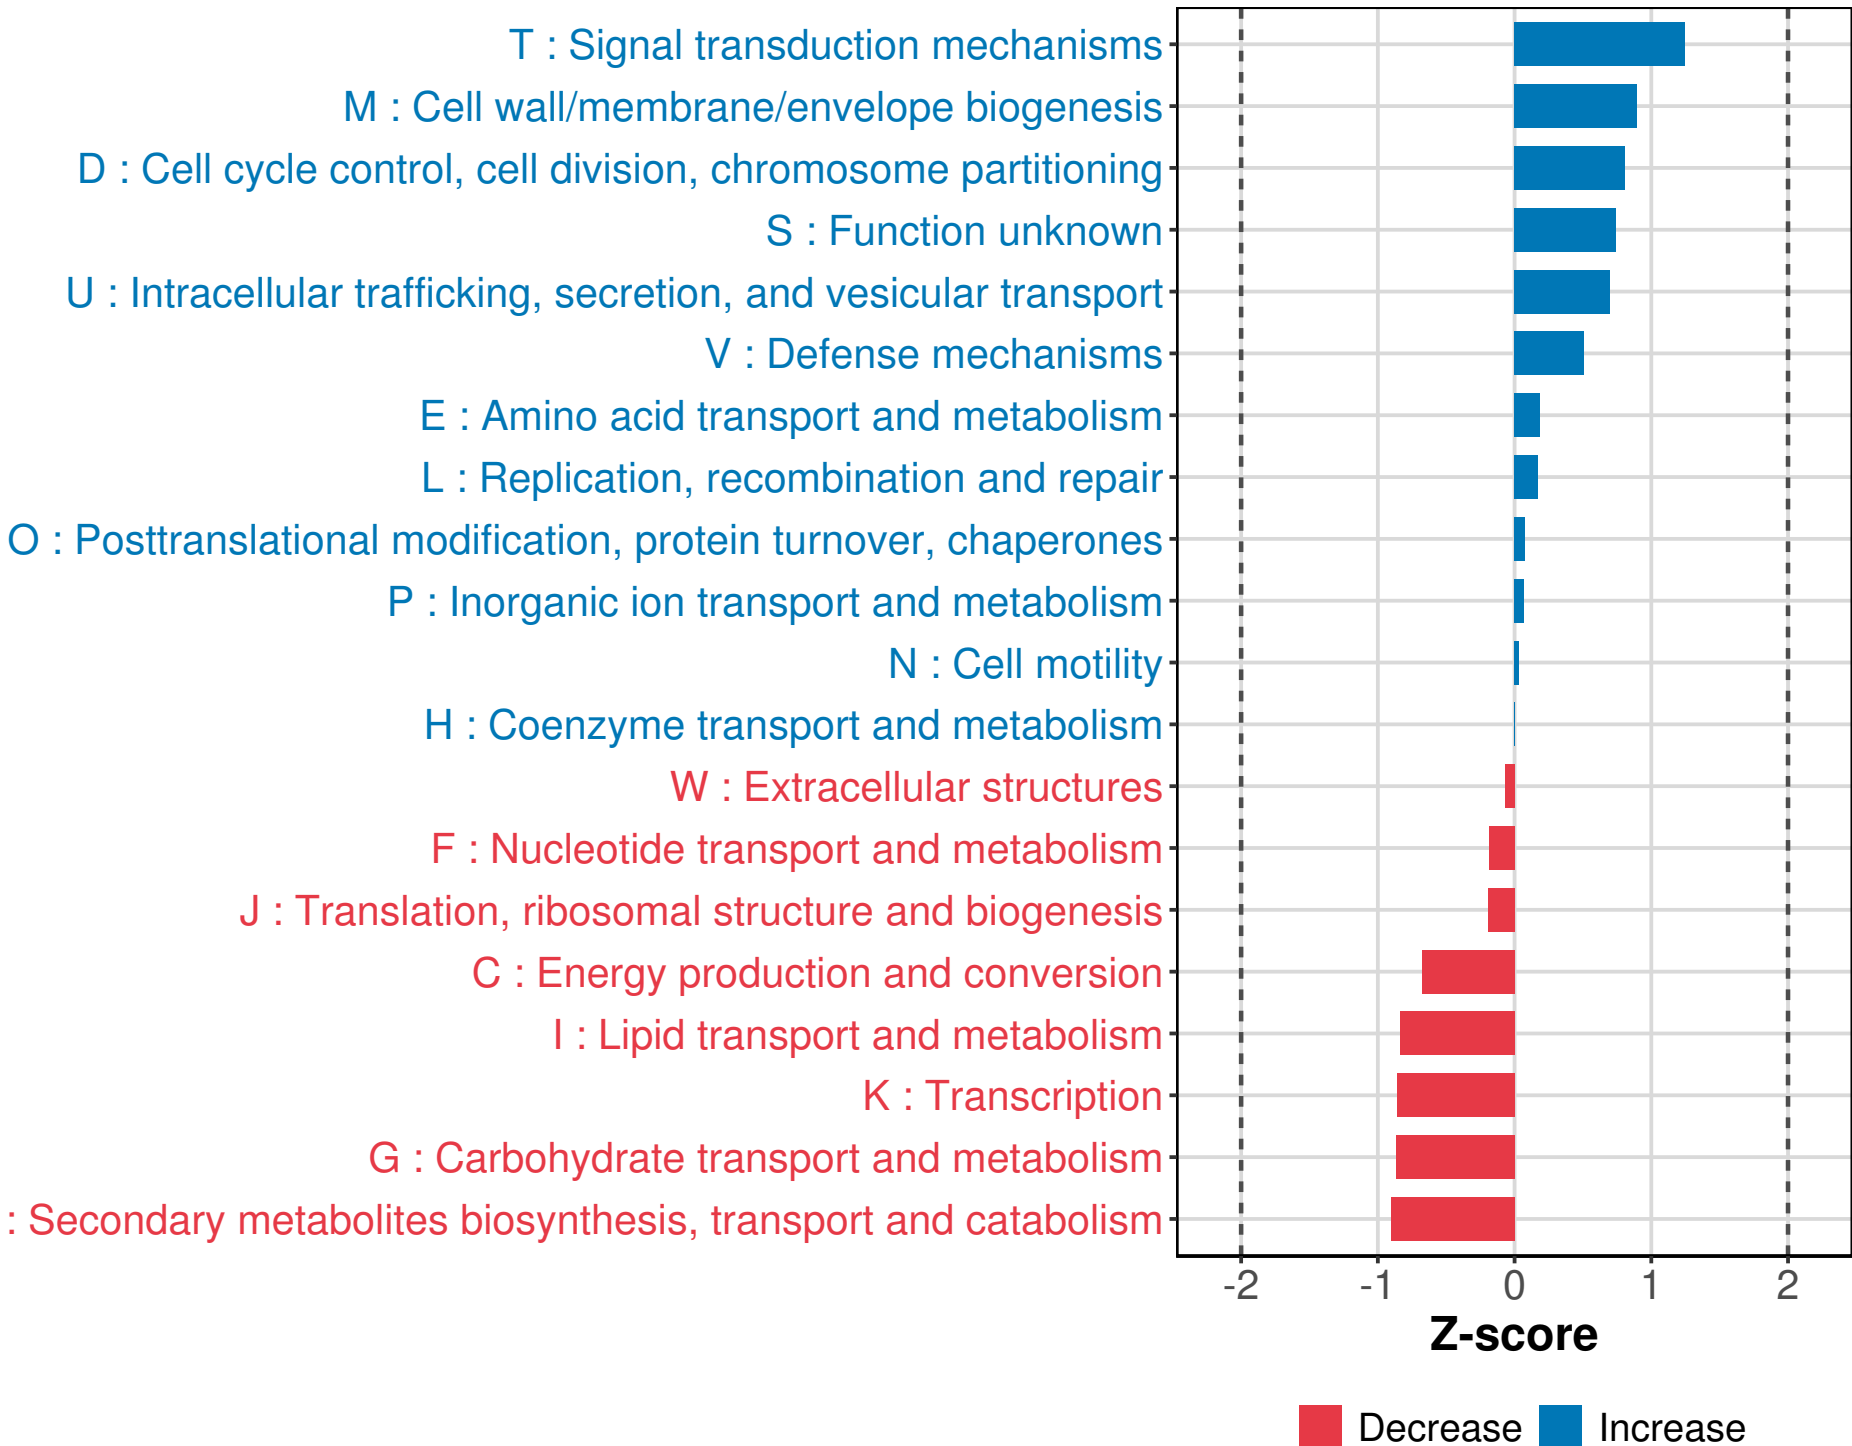 T : Signal transduction mechanisms
M : Cell wall/membrane/envelope biogenesis
D : Cell cycle control, cell division, chromosome partitioning
S : Function unknown
U : Intracellular trafficking, secretion, and vesicular transport
V : Defense mechanisms
E : Amino acid transport and metabolism
L : Replication, recombination and repair
O : Posttranslational modification, protein turnover, chaperones
P : Inorganic ion transport and metabolism
N : Cell motility
H : Coenzyme transport and metabolism
W : Extracellular structures
F : Nucleotide transport and metabolism
J : Translation, ribosomal structure and biogenesis
C : Energy production and conversion
I : Lipid transport and metabolism
K : Transcription
G : Carbohydrate transport and metabolism
: Secondary metabolites biosynthesis, transport and catabolism
-2 -1 0 1 2
Z-score
Decrease Increase